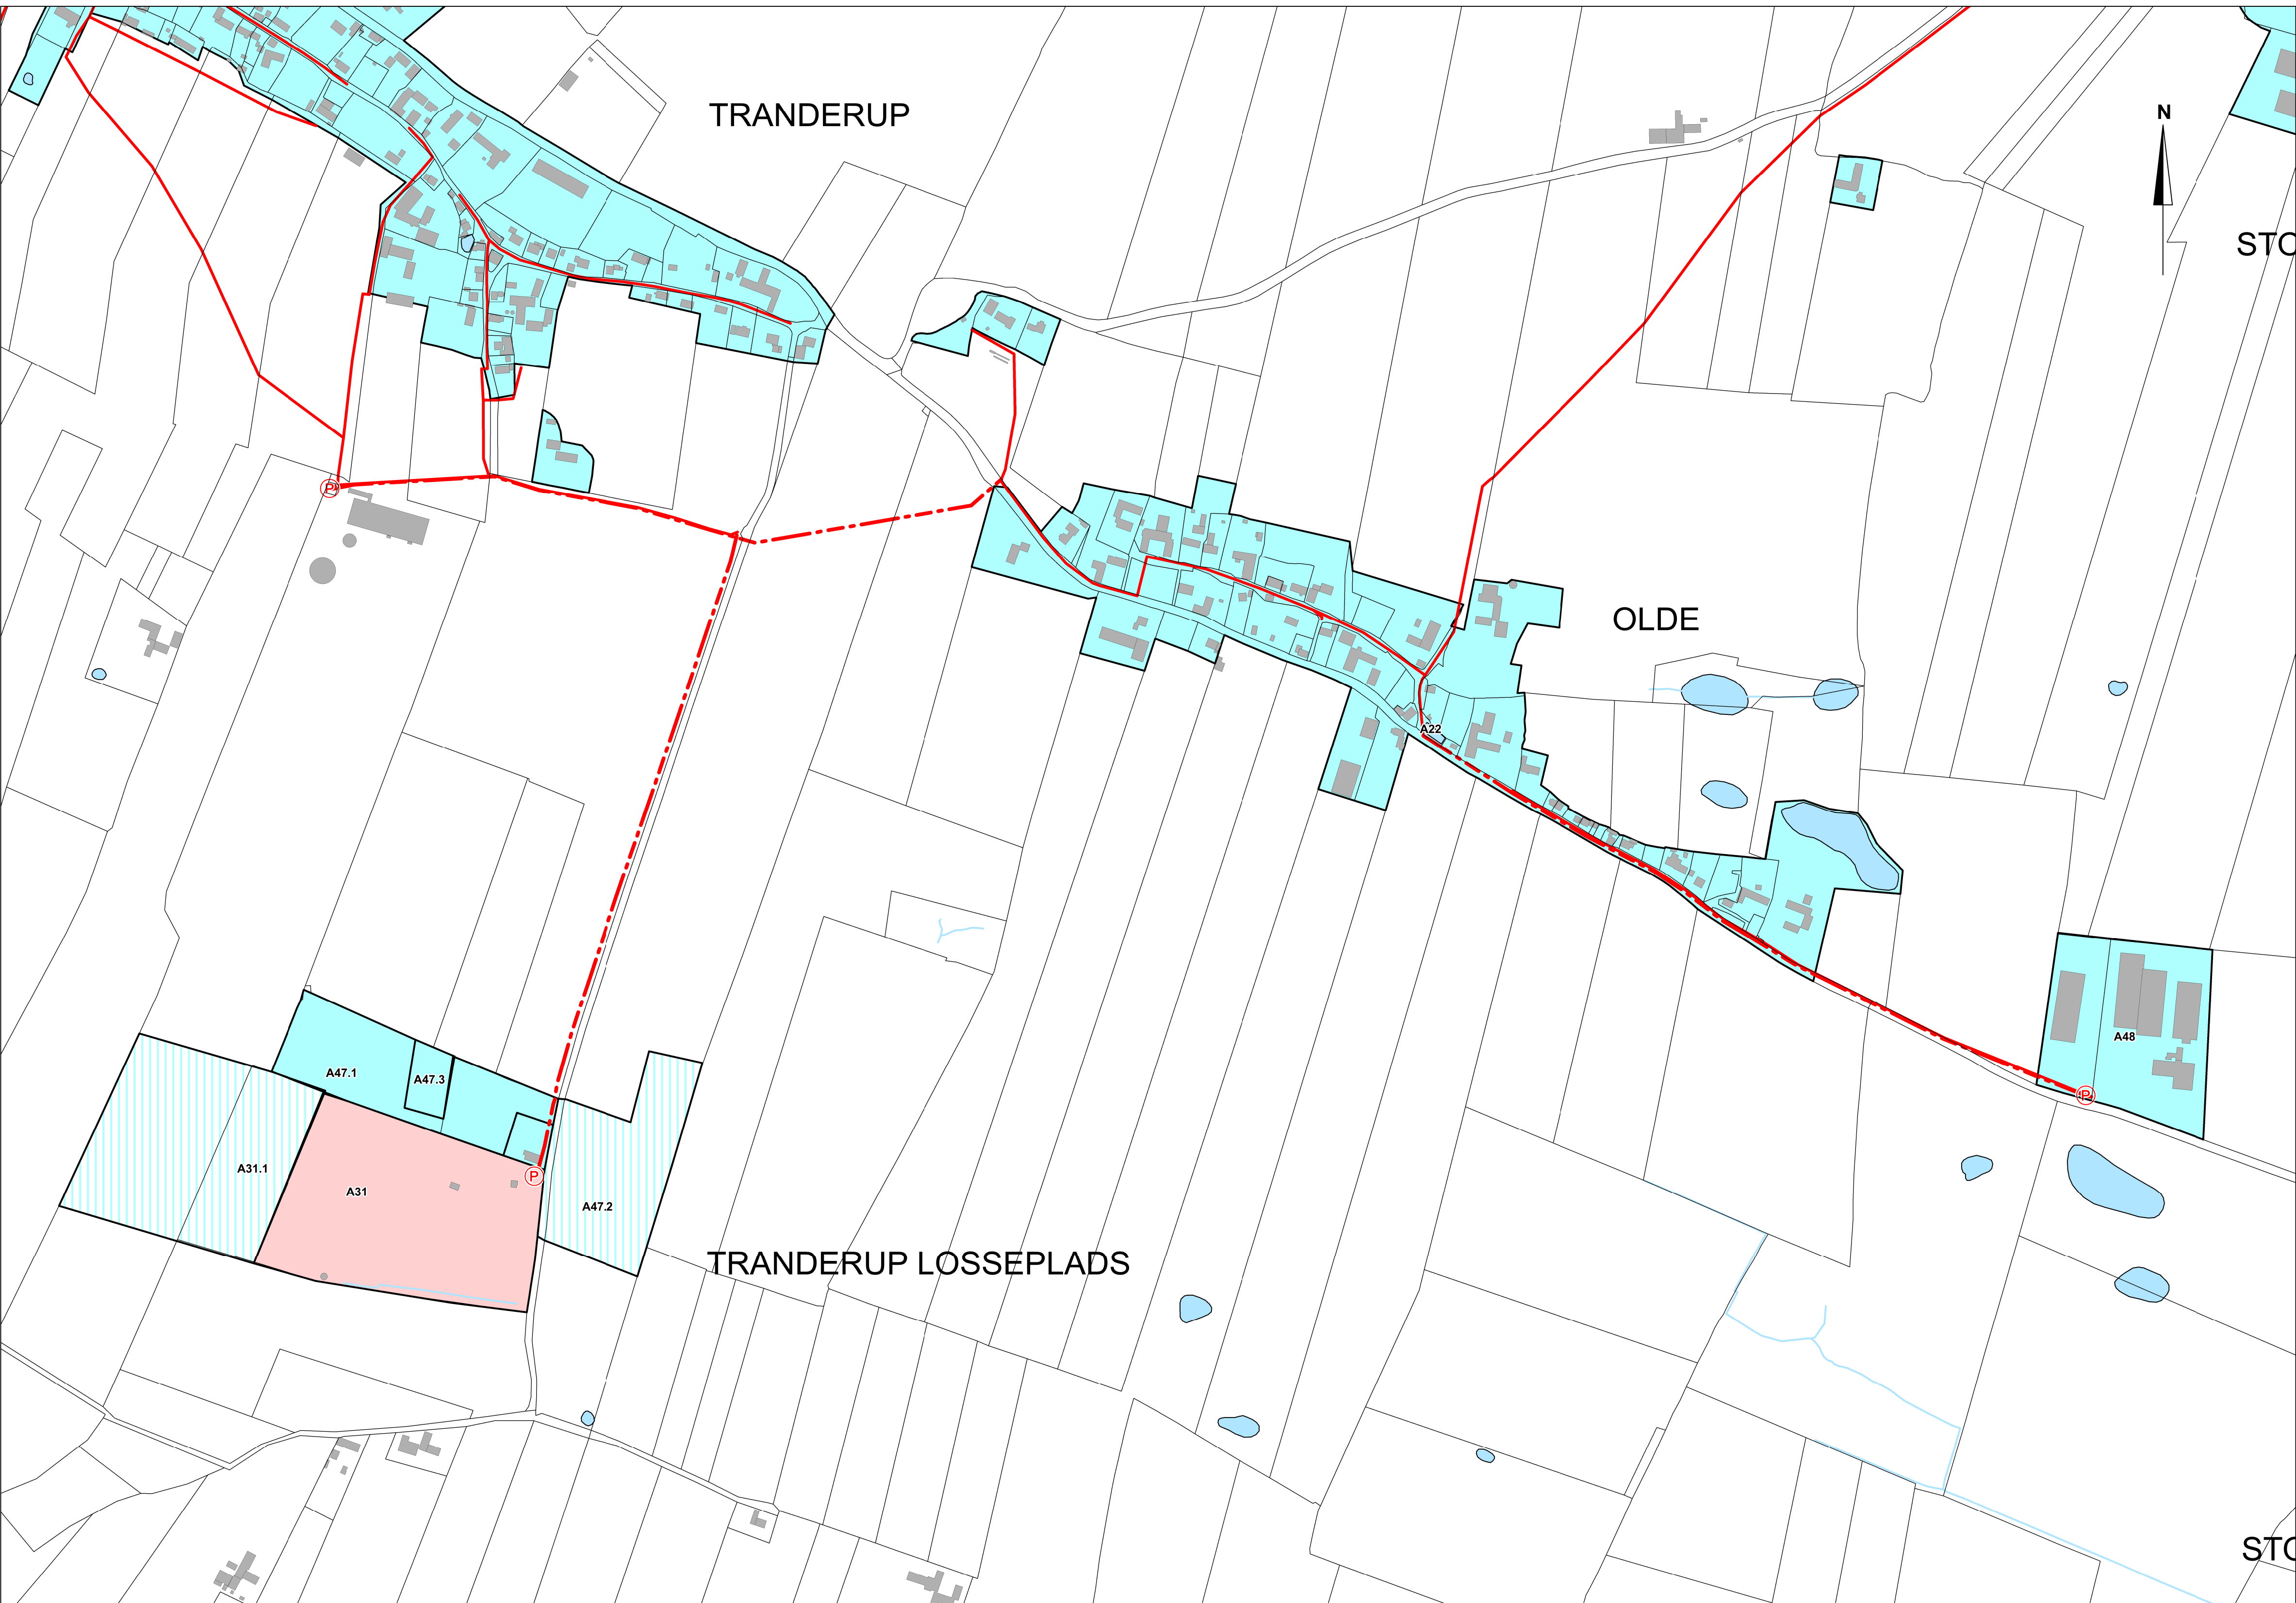 TRANDERUP
N
STO
P
OLDE
A22
A48
A47.1
A47.3
P
A31.1
A31
P
A47.2
TRANDERUP LOSSEPLADS
STO